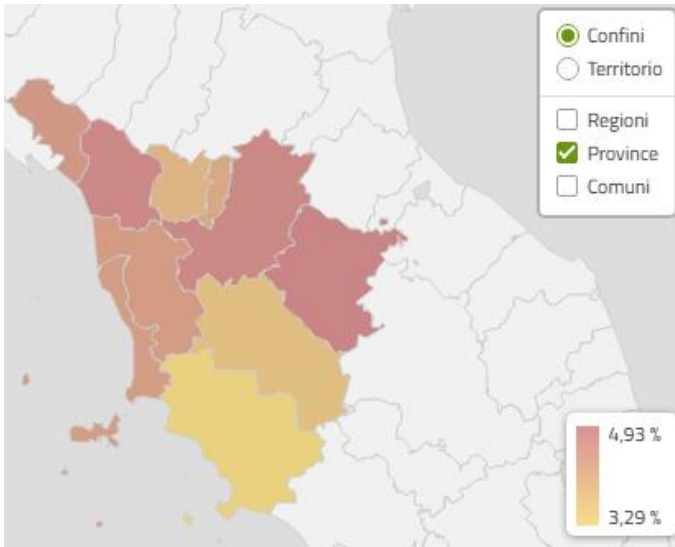 Confini
Territorio
Regioni
Province
Comuni
4,93 %
3,29 %